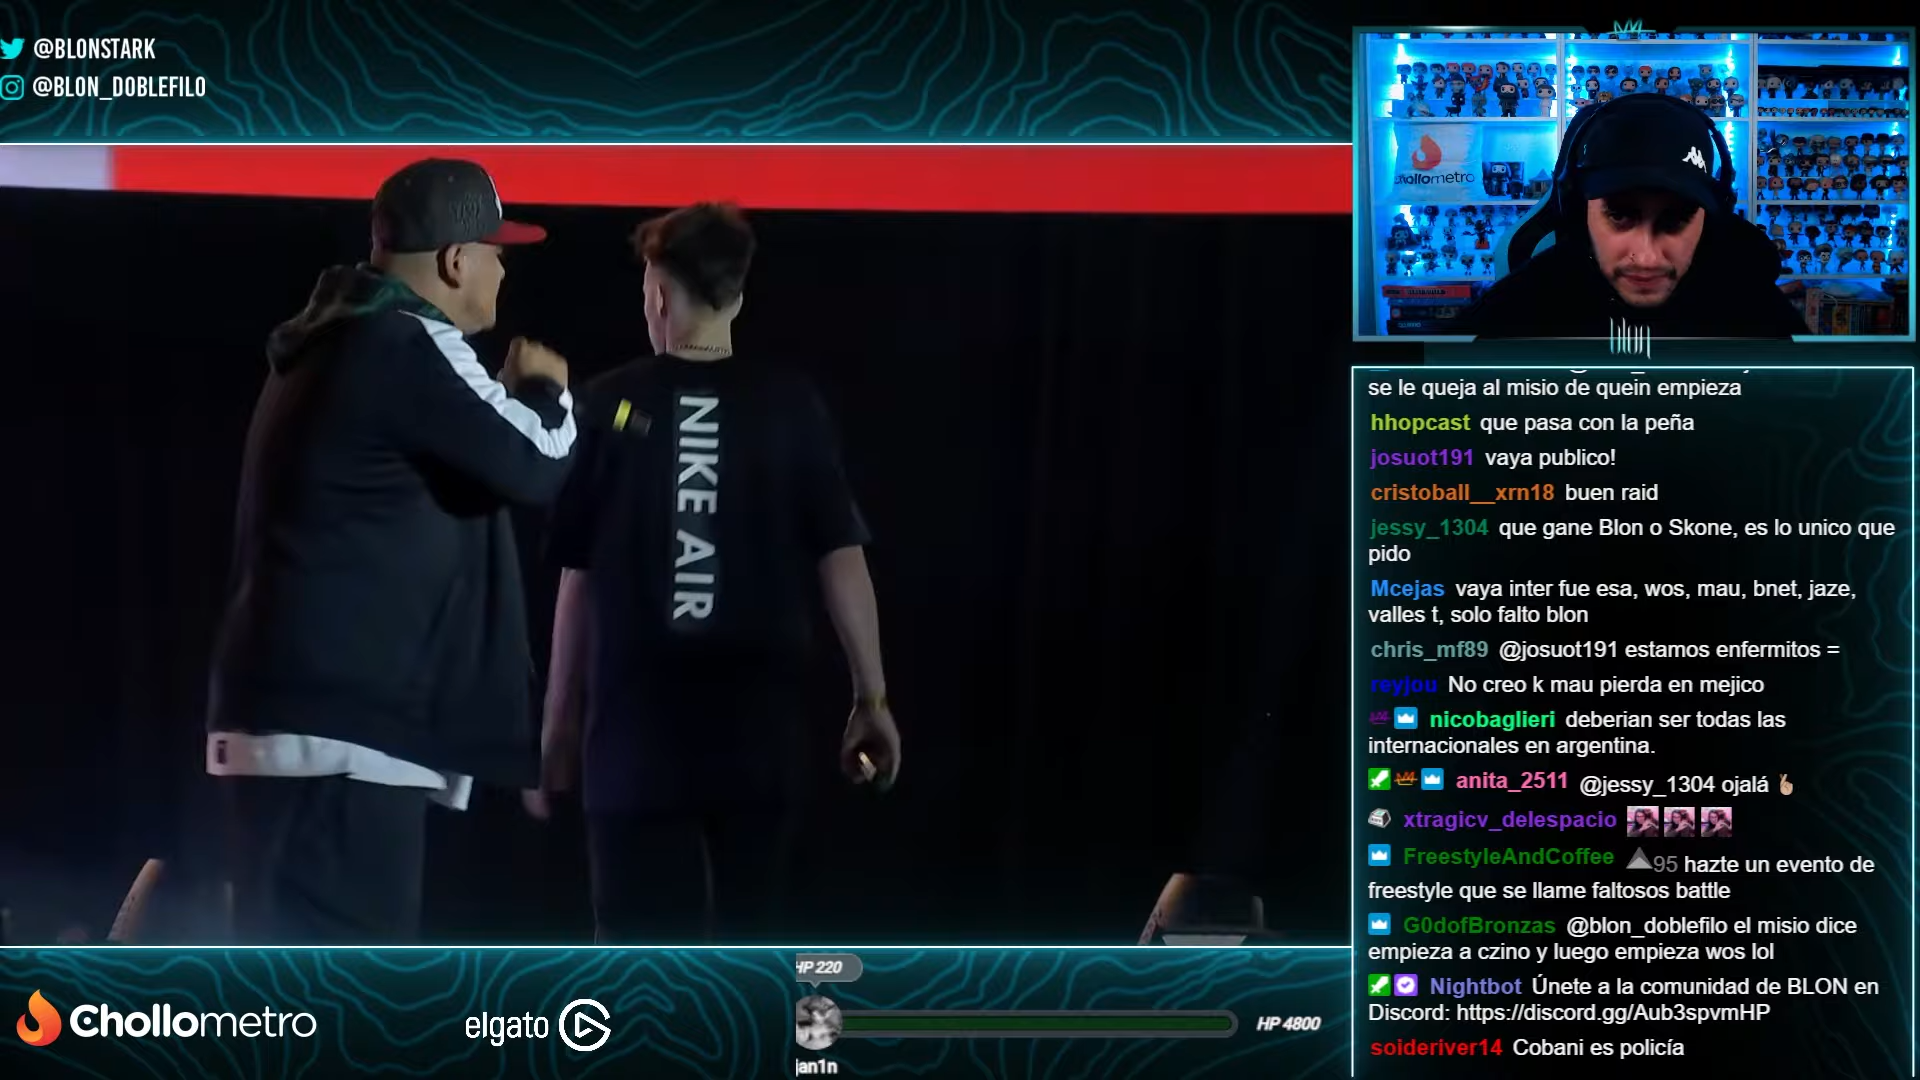 @BLONSTARK
@BLON_DOBLEFILO
Chollometro
NIKE AIR
se le queja al misio de quein empieza
hhopcast que pasa con la peña
josuot191 vaya publico!
cristoball__xrn18 buen raid
jessy_1304 que gane Blon o Skone, es lo unico que
pido
Mcejas vaya inter fue esa, wos, mau, bnet, jaze,
valles t, solo falto blon
chris_mf89 @josuot191 estamos enfermitos =
reyjou No creo k mau pierda en mejico
nicobaglieri deberian ser todas las
internacionales en argentina.
anita_2511 @jessy_1304 ojalá
xtragicv_delespacio
FreestyleAndCoffee 95 hazte un evento de
freestyle que se llame faltosos battle
G0dofBronzas @blon_doblefilo el misio dice
empieza a czino y luego empieza wos lol
Nightbot Únete a la comunidad de BLON en
Discord: https://discord.gg/Aub3spvmHP
soideriver14 Cobani es policía
Chollometro
elgato
HP 220
HP 4800
jan1n